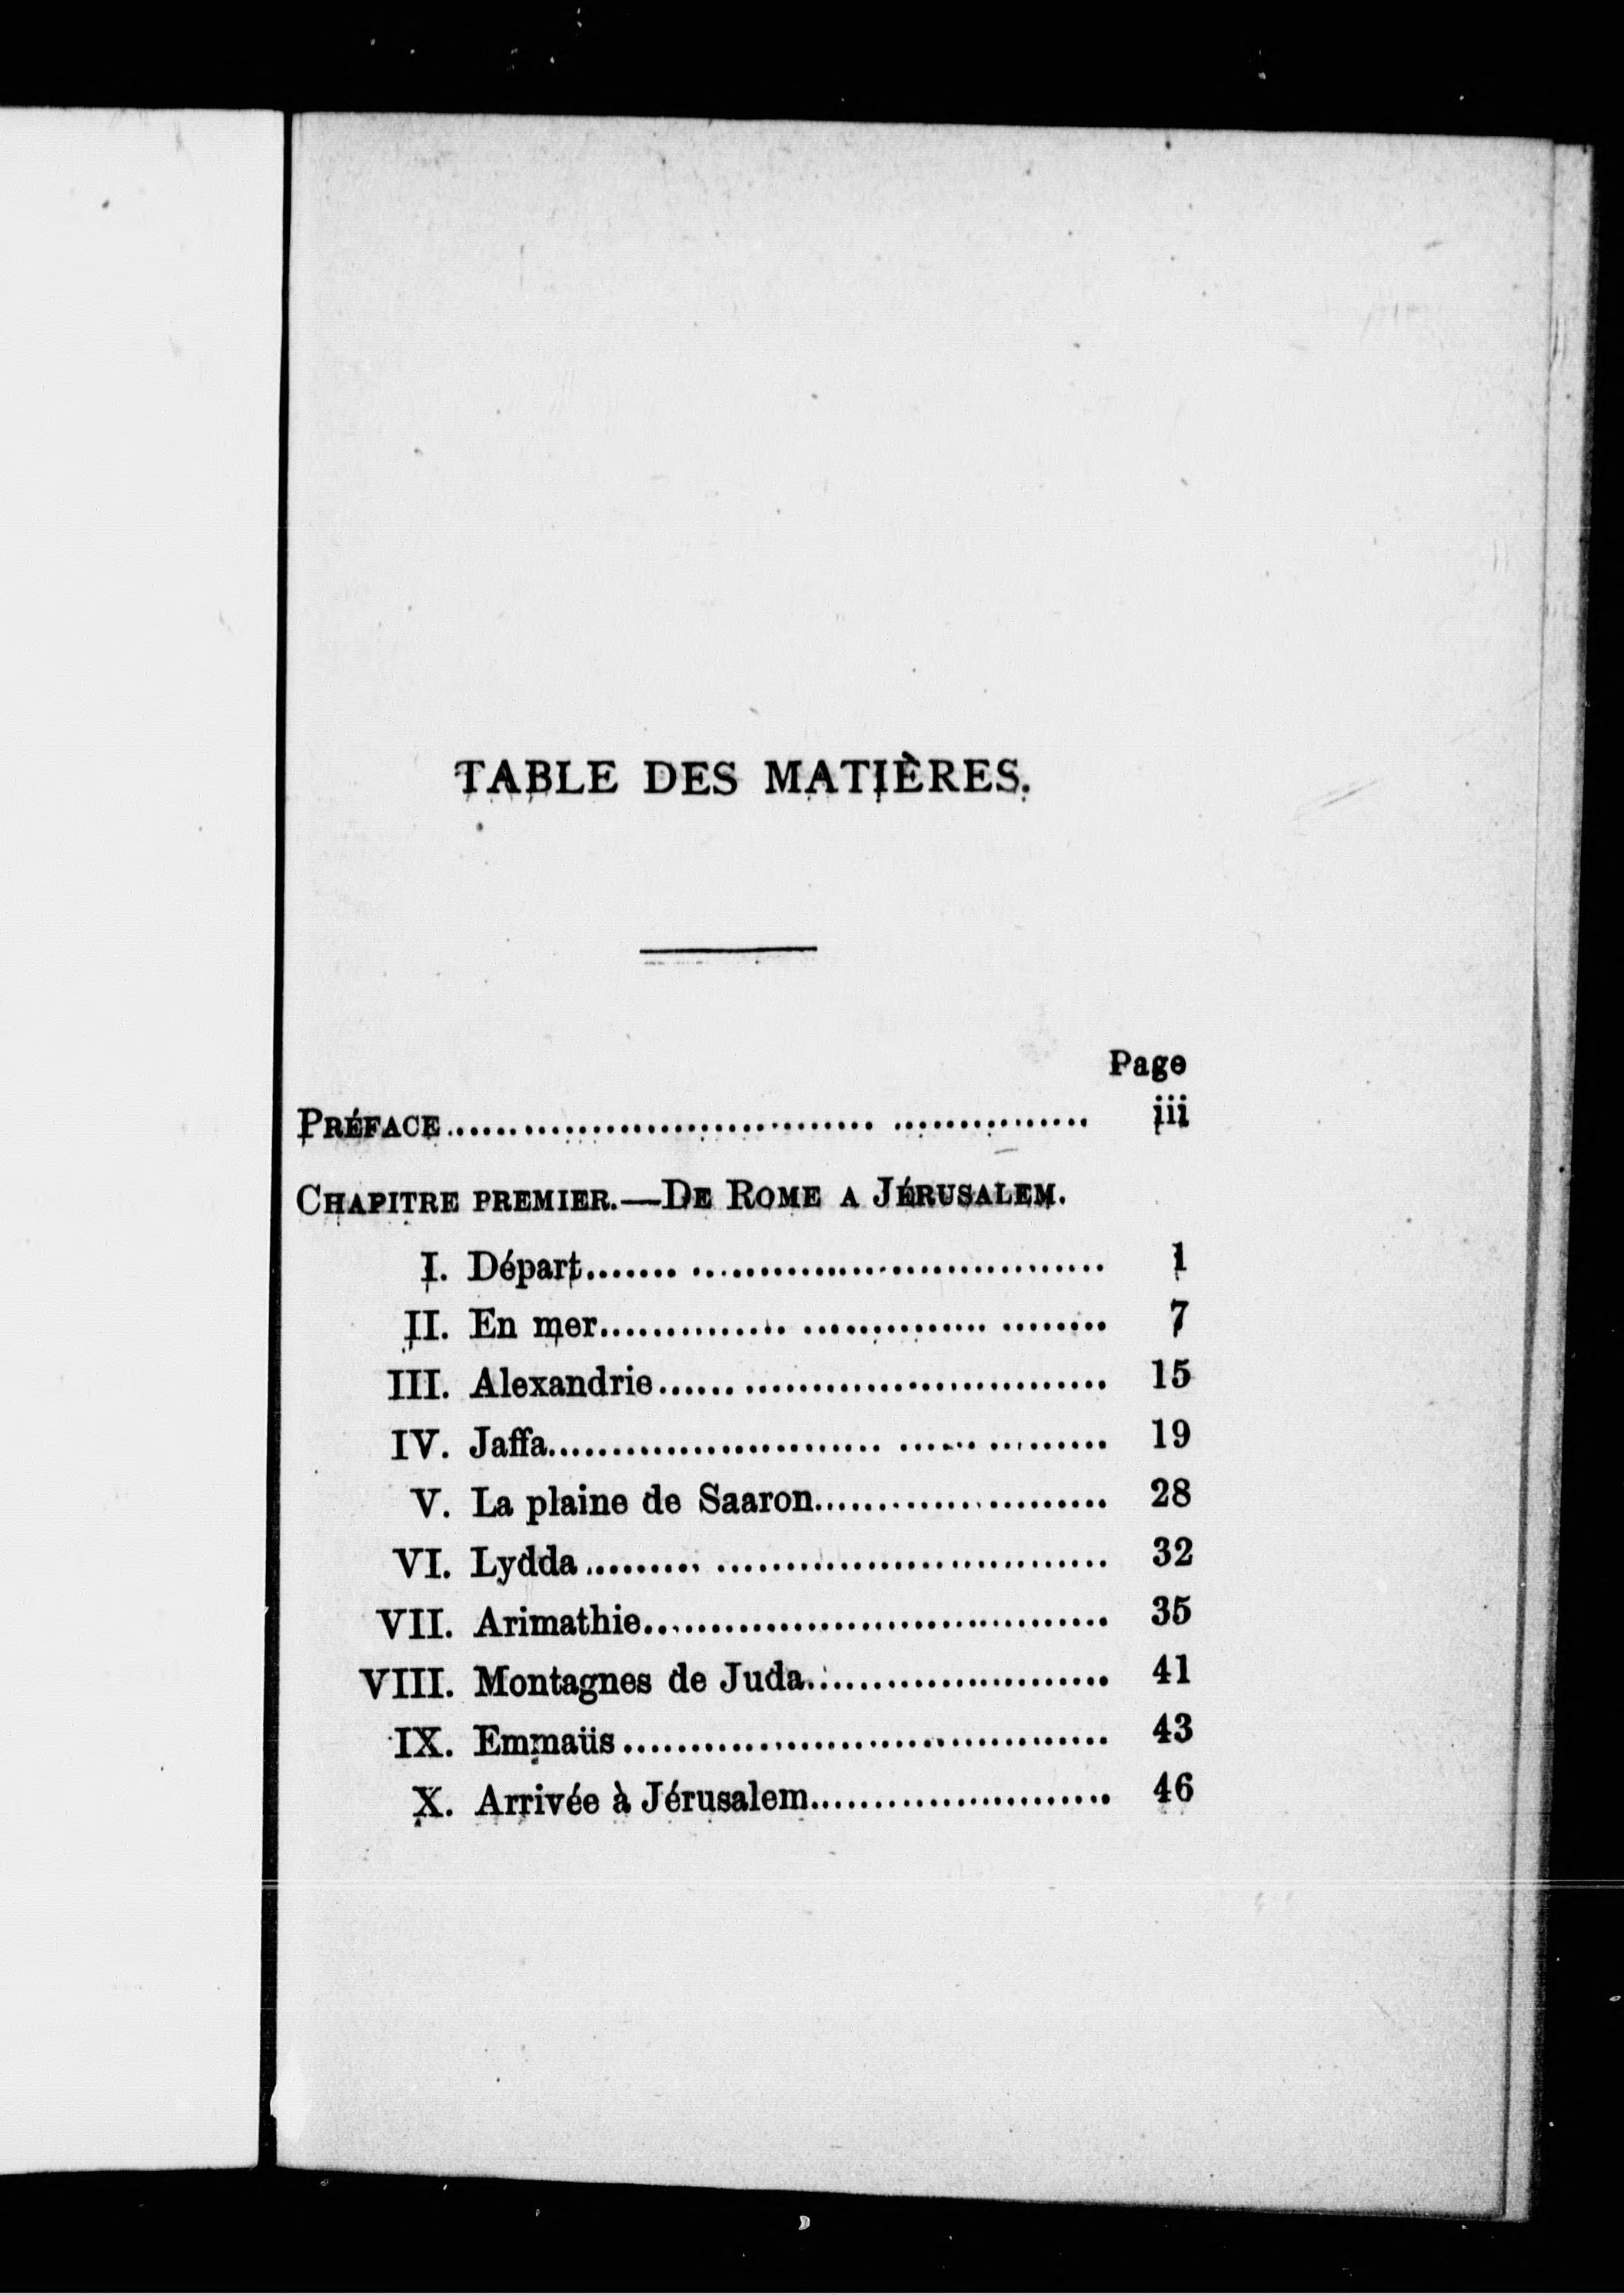 TABLE DES MATIÈRES.
Page
PRÉFACE................................ ............... iii
CHAPITRE PREMIER.—DE ROME A JÉRUSALEM.
I. Départ....... ............................... 1
II. En mer.............. .............. ........ 7
III. Alexandrie...... ........................... 15
IV. Jaffa......................... ...... ......... 19
V. La plaine de Saaron...................... 28
VI. Lydda......... ............................. 32
VII. Arimathie................................... 35
VIII. Montagnes de Juda....................... 41
IX. Emmaüs.................................... 43
X. Arrivée à Jérusalem....................... 46